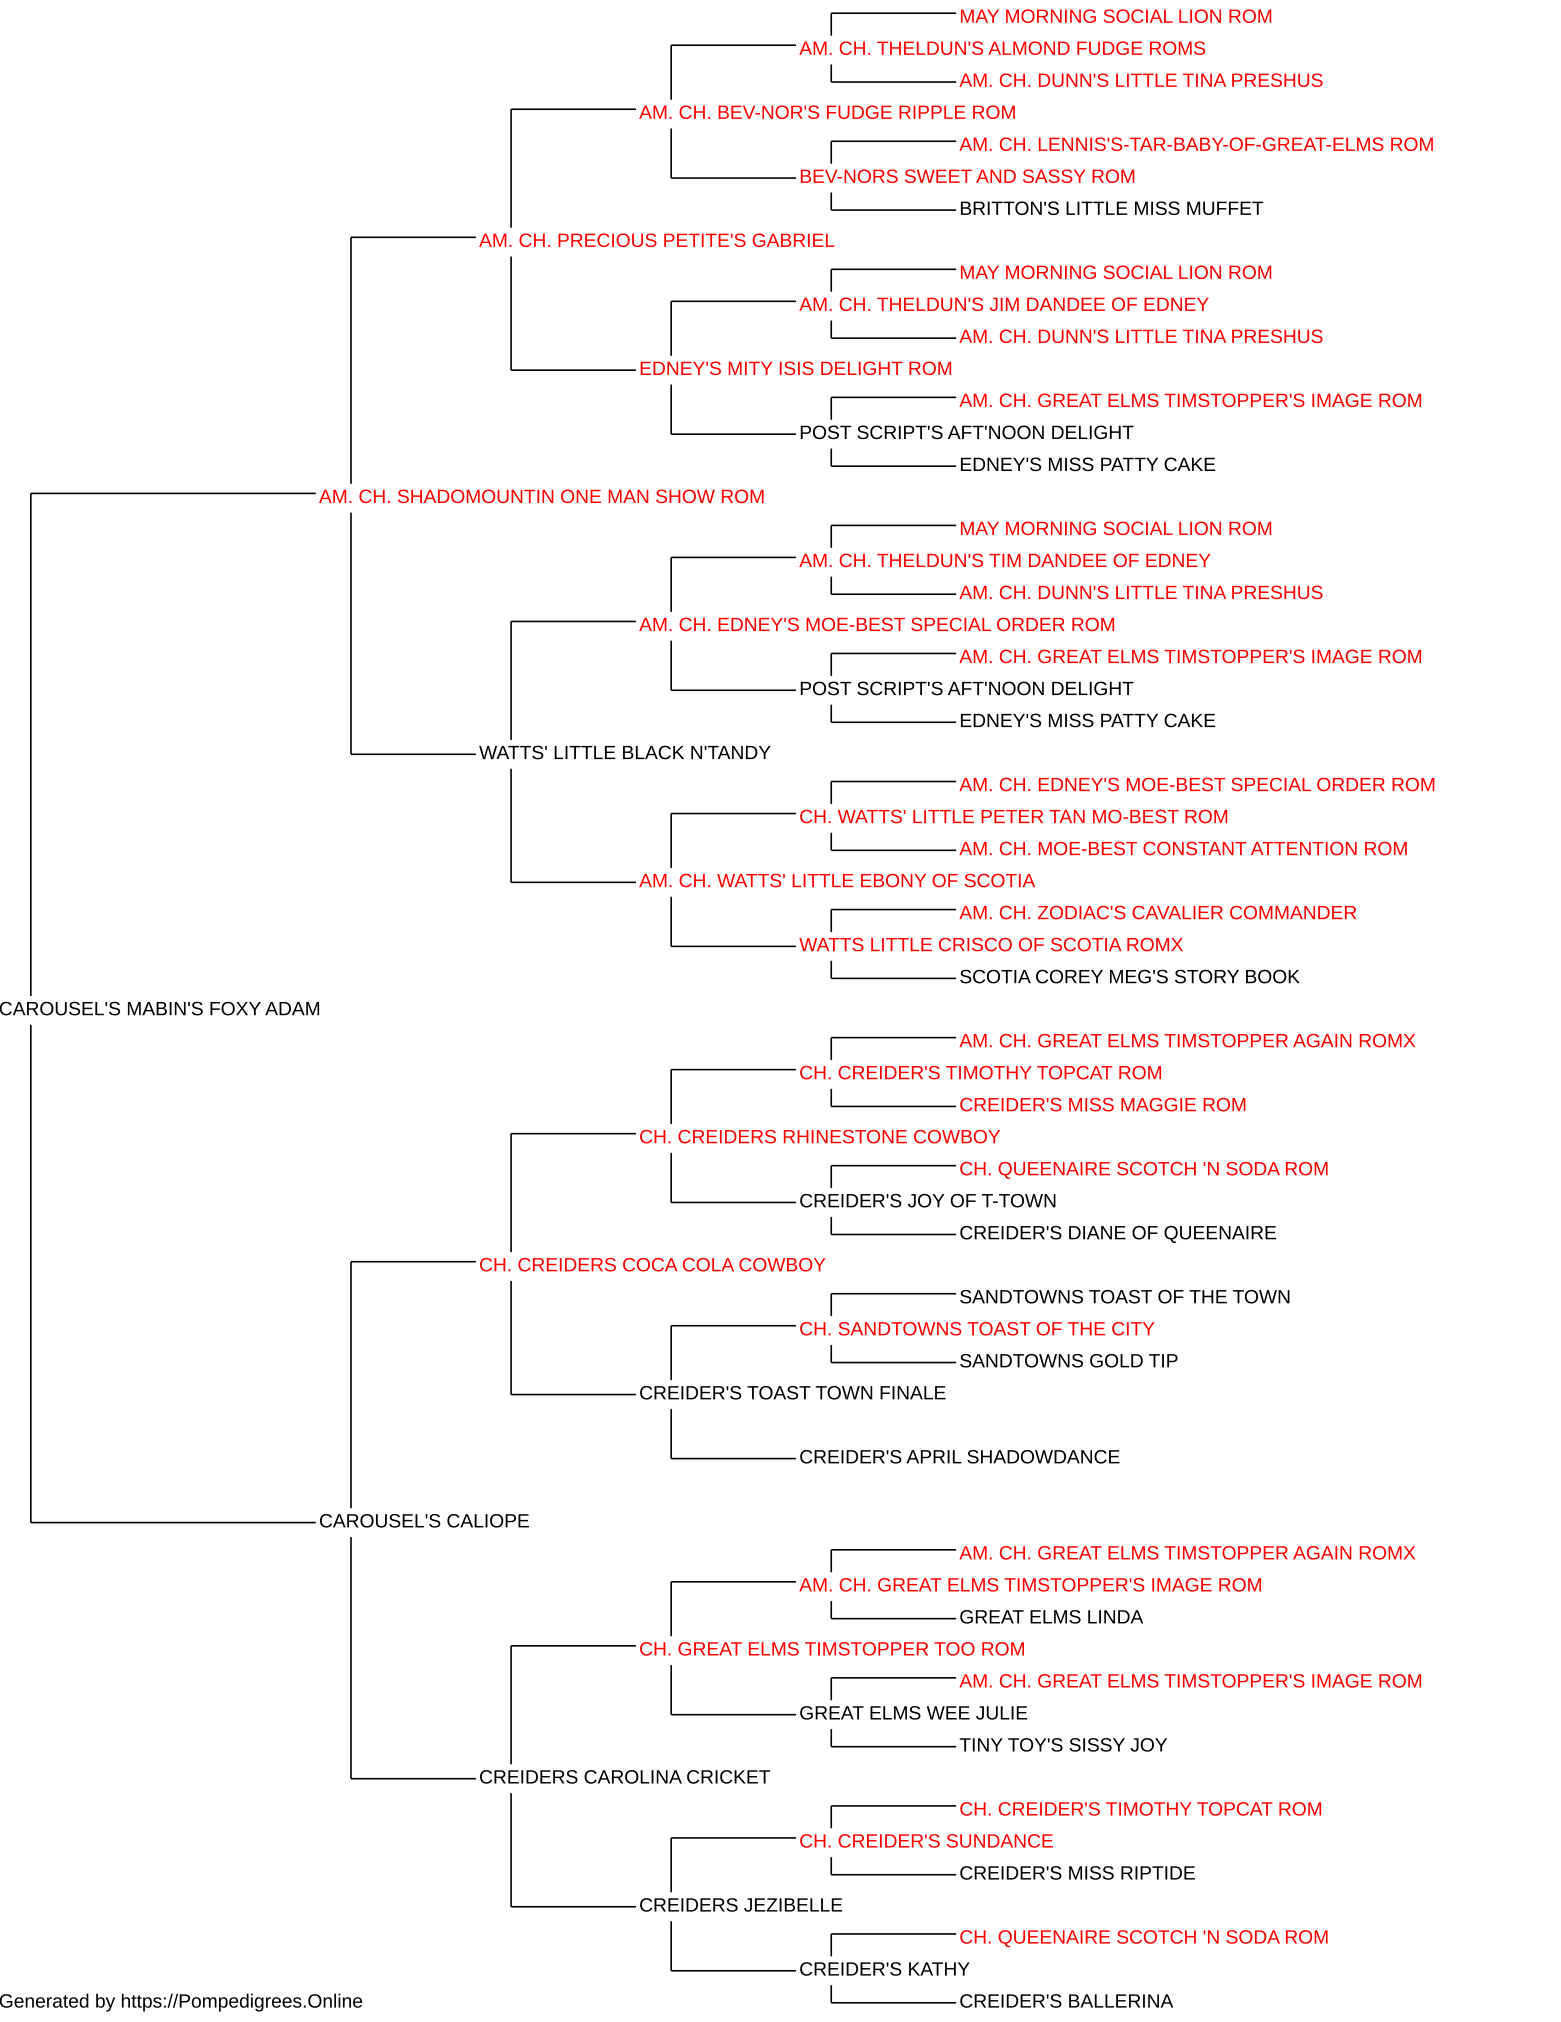 MAY MORNING SOCIAL LION ROM
AM. CH. THELDUN'S ALMOND FUDGE ROMS
AM. CH. DUNN'S LITTLE TINA PRESHUS
AM. CH. BEV-NOR'S FUDGE RIPPLE ROM
AM. CH. LENNIS'S-TAR-BABY-OF-GREAT-ELMS ROM
BEV-NORS SWEET AND SASSY ROM
BRITTON'S LITTLE MISS MUFFET
AM. CH. PRECIOUS PETITE'S GABRIEL
MAY MORNING SOCIAL LION ROM
AM. CH. THELDUN'S JIM DANDEE OF EDNEY
AM. CH. DUNN'S LITTLE TINA PRESHUS
EDNEY'S MITY ISIS DELIGHT ROM
AM. CH. GREAT ELMS TIMSTOPPER'S IMAGE ROM
POST SCRIPT'S AFT'NOON DELIGHT
EDNEY'S MISS PATTY CAKE
AM. CH. SHADOMOUNTIN ONE MAN SHOW ROM
MAY MORNING SOCIAL LION ROM
AM. CH. THELDUN'S TIM DANDEE OF EDNEY
AM. CH. DUNN'S LITTLE TINA PRESHUS
AM. CH. EDNEY'S MOE-BEST SPECIAL ORDER ROM
AM. CH. GREAT ELMS TIMSTOPPER'S IMAGE ROM
POST SCRIPT'S AFT'NOON DELIGHT
EDNEY'S MISS PATTY CAKE
WATTS' LITTLE BLACK N'TANDY
AM. CH. EDNEY'S MOE-BEST SPECIAL ORDER ROM
CH. WATTS' LITTLE PETER TAN MO-BEST ROM
AM. CH. MOE-BEST CONSTANT ATTENTION ROM
AM. CH. WATTS' LITTLE EBONY OF SCOTIA
AM. CH. ZODIAC'S CAVALIER COMMANDER
WATTS LITTLE CRISCO OF SCOTIA ROMX
SCOTIA COREY MEG'S STORY BOOK
CAROUSEL'S MABIN'S FOXY ADAM
AM. CH. GREAT ELMS TIMSTOPPER AGAIN ROMX
CH. CREIDER'S TIMOTHY TOPCAT ROM
CREIDER'S MISS MAGGIE ROM
CH. CREIDERS RHINESTONE COWBOY
CH. QUEENAIRE SCOTCH 'N SODA ROM
CREIDER'S JOY OF T-TOWN
CREIDER'S DIANE OF QUEENAIRE
CH. CREIDERS COCA COLA COWBOY
SANDTOWNS TOAST OF THE TOWN
CH. SANDTOWNS TOAST OF THE CITY
SANDTOWNS GOLD TIP
CREIDER'S TOAST TOWN FINALE
CREIDER'S APRIL SHADOWDANCE
CAROUSEL'S CALIOPE
AM. CH. GREAT ELMS TIMSTOPPER AGAIN ROMX
AM. CH. GREAT ELMS TIMSTOPPER'S IMAGE ROM
GREAT ELMS LINDA
CH. GREAT ELMS TIMSTOPPER TOO ROM
AM. CH. GREAT ELMS TIMSTOPPER'S IMAGE ROM
GREAT ELMS WEE JULIE
TINY TOY'S SISSY JOY
CREIDERS CAROLINA CRICKET
CH. CREIDER'S TIMOTHY TOPCAT ROM
CH. CREIDER'S SUNDANCE
CREIDER'S MISS RIPTIDE
CREIDERS JEZIBELLE
CH. QUEENAIRE SCOTCH 'N SODA ROM
CREIDER'S KATHY
CREIDER'S BALLERINA
Generated by https://Pompedigrees.Online